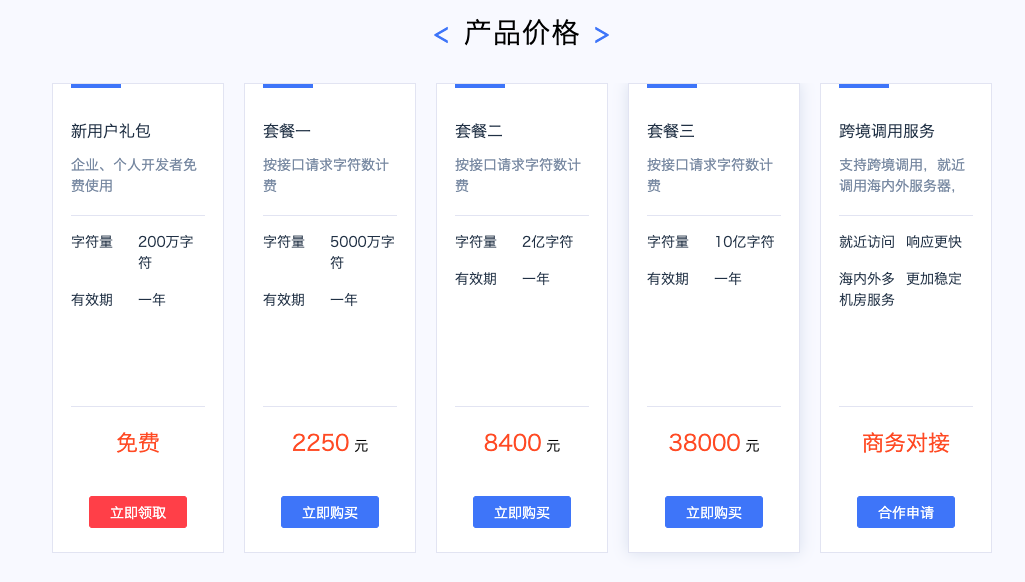 < 产品价格 >
新用户礼包
企业、个人开发者免
费使用
字符量 200万字
符
有效期 一年
免费
立即领取
套餐一
按接口请求字符数计
费
字符量 5000万字
符
有效期 一年
2250 元
立即购买
套餐二
按接口请求字符数计
费
字符量 2亿字符
有效期 一年
8400 元
立即购买
套餐三
按接口请求字符数计
费
字符量 10亿字符
有效期 一年
38000 元
立即购买
跨境调用服务
支持跨境调用，就近
调用海内外服务器，
就近访问 响应更快
海内外多 更加稳定
机房服务
商务对接
合作申请